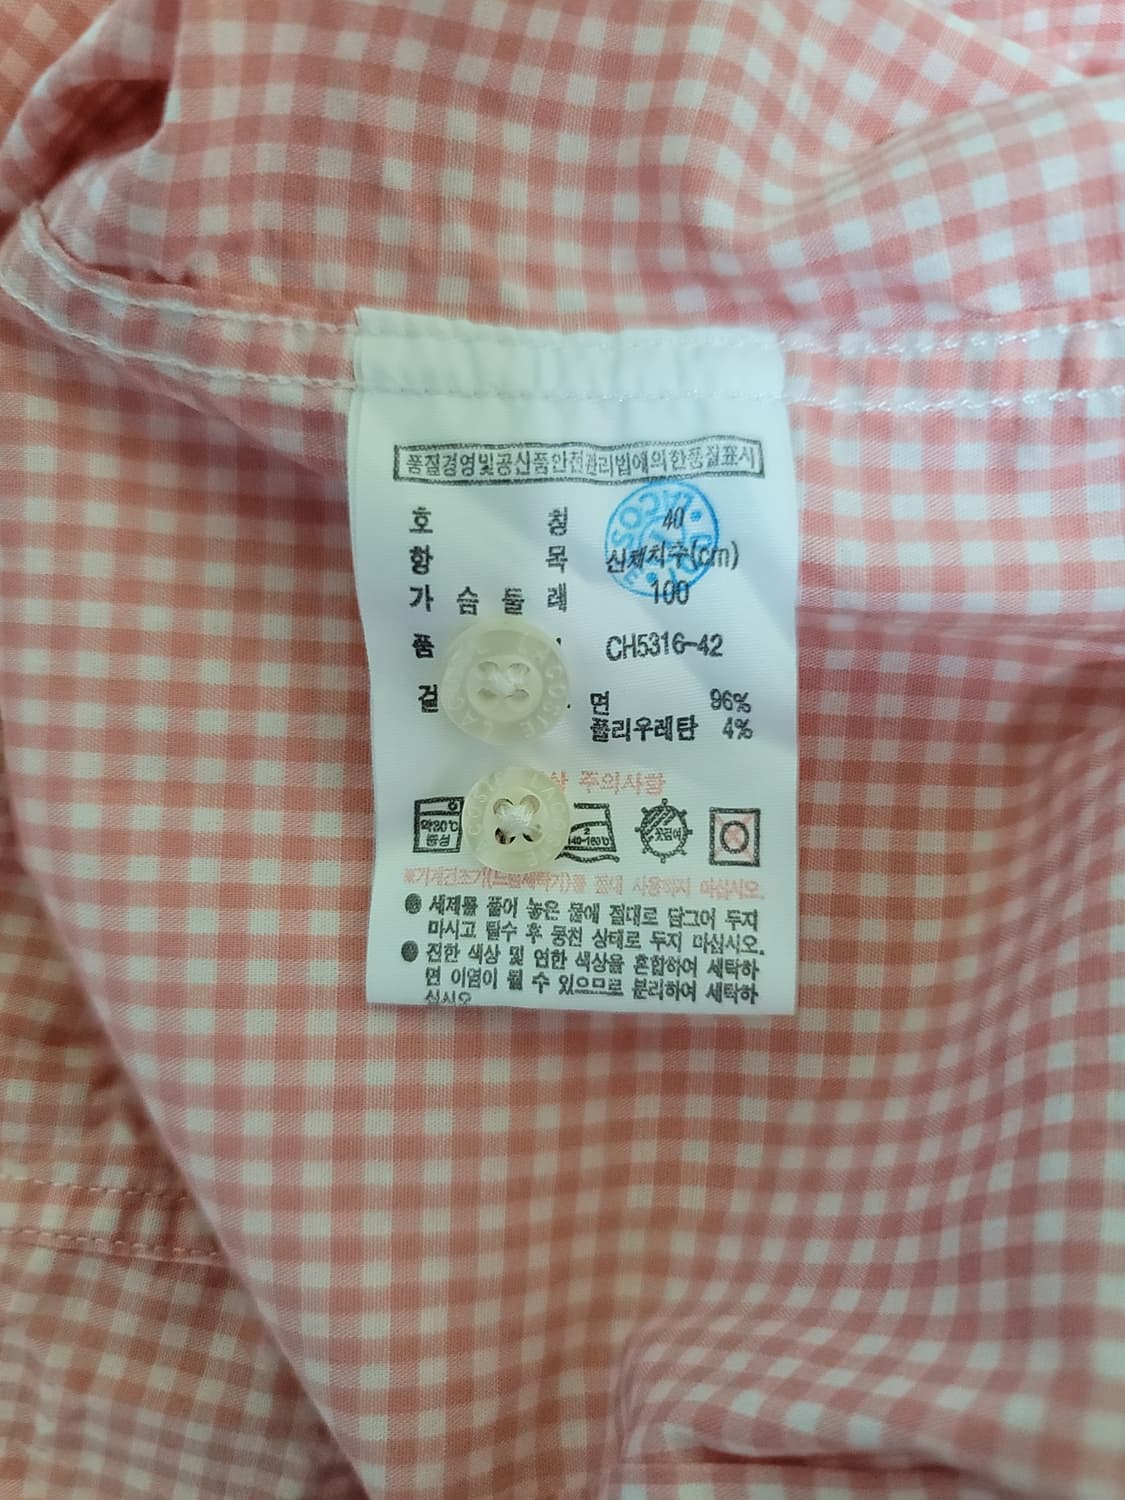 품질경영및공산품안전관리법에의한품질표시
호 칭 40
항 목 신체치수(cm)
가 슴 둘 레 100
품 CH5316-42
겉 면 96%
폴리우레탄 4%
주의사항
약30℃
중성
※기계건조기(드럼세탁기)를 절대 사용하지 마십시오.
● 세제를 풀어 놓은 물에 절대로 담그어 두지
마시고 탈수 후 뭉친 상태로 두지 마십시오.
● 진한 색상 및 연한 색상을 혼합하여 세탁하
면 이염이 될 수 있으므로 분리하여 세탁하
십시오
LACOSTE